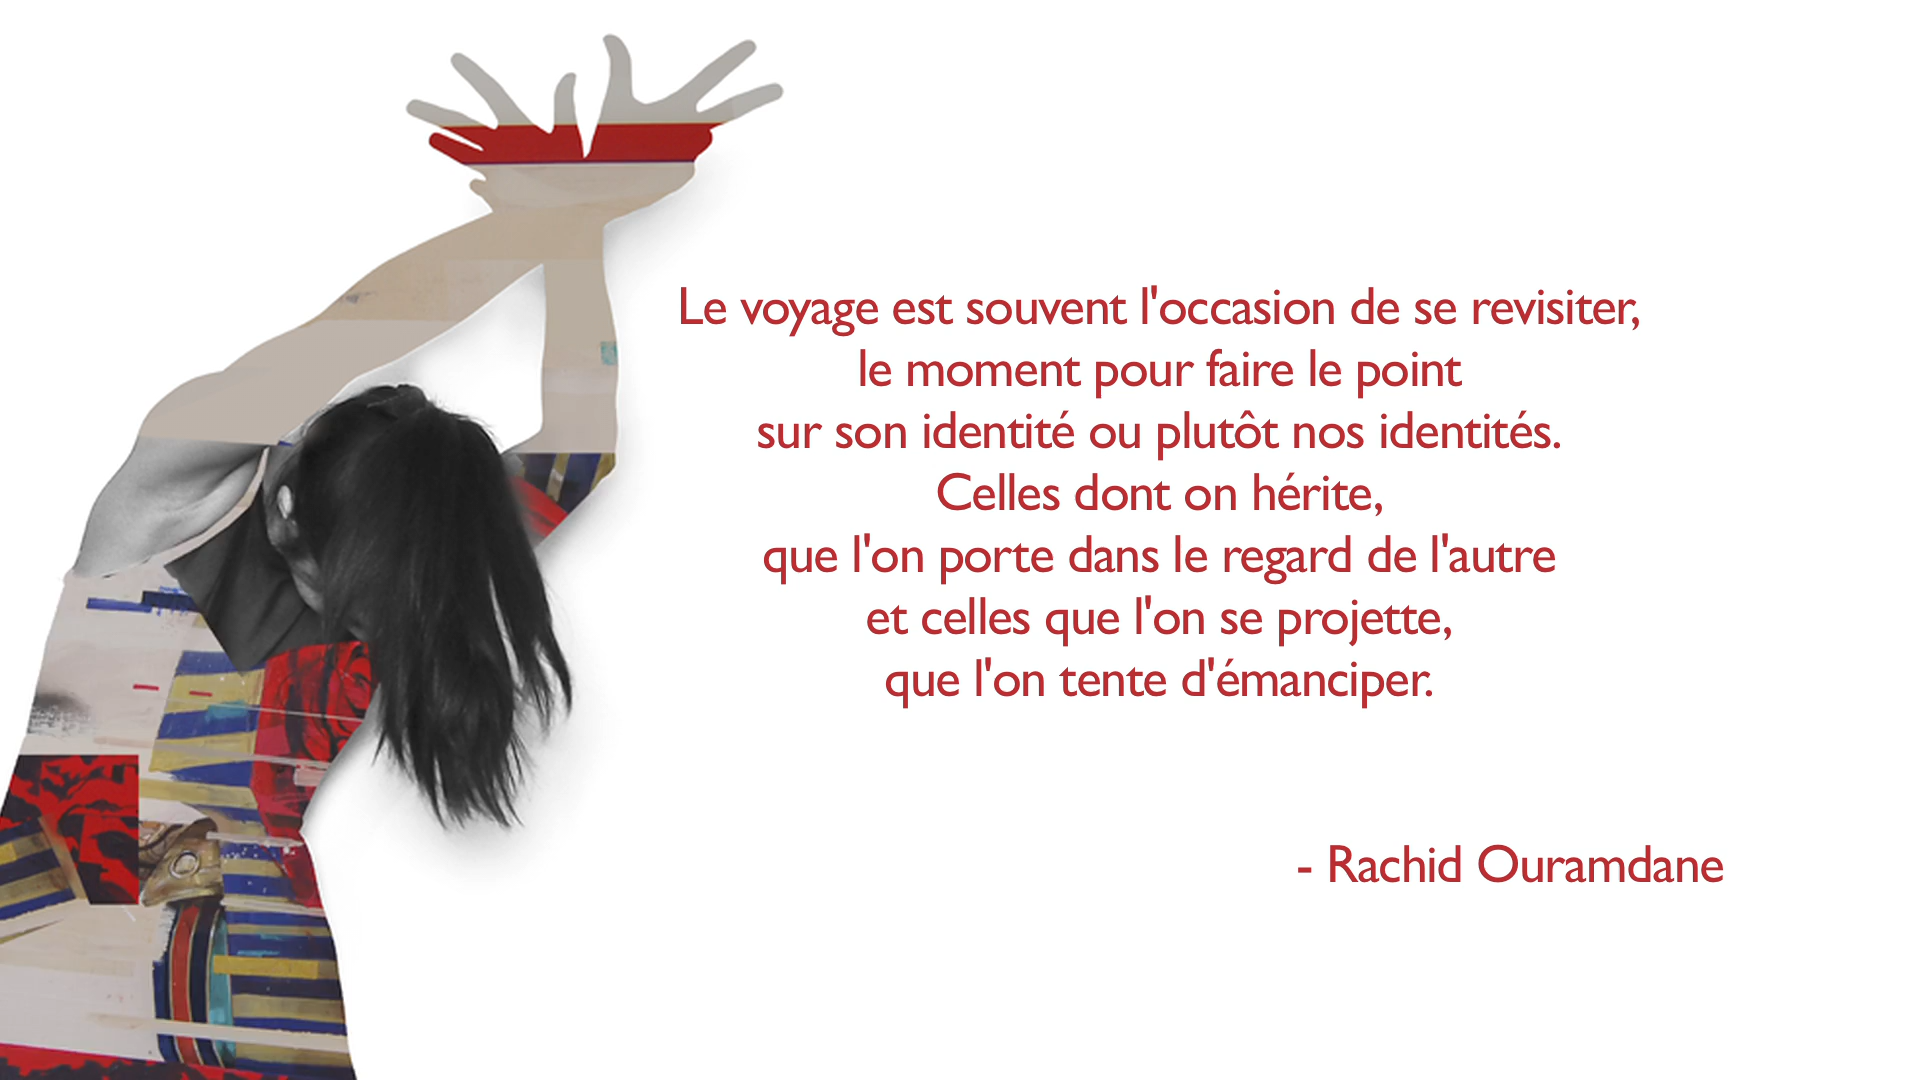 Le voyage est souvent l'occasion de se revisiter,
le moment pour faire le point
sur son identité ou plutôt nos identités.
Celles dont on hérite,
que l'on porte dans le regard de l'autre
et celles que l'on se projette,
que l'on tente d'émanciper.
- Rachid Ouramdane